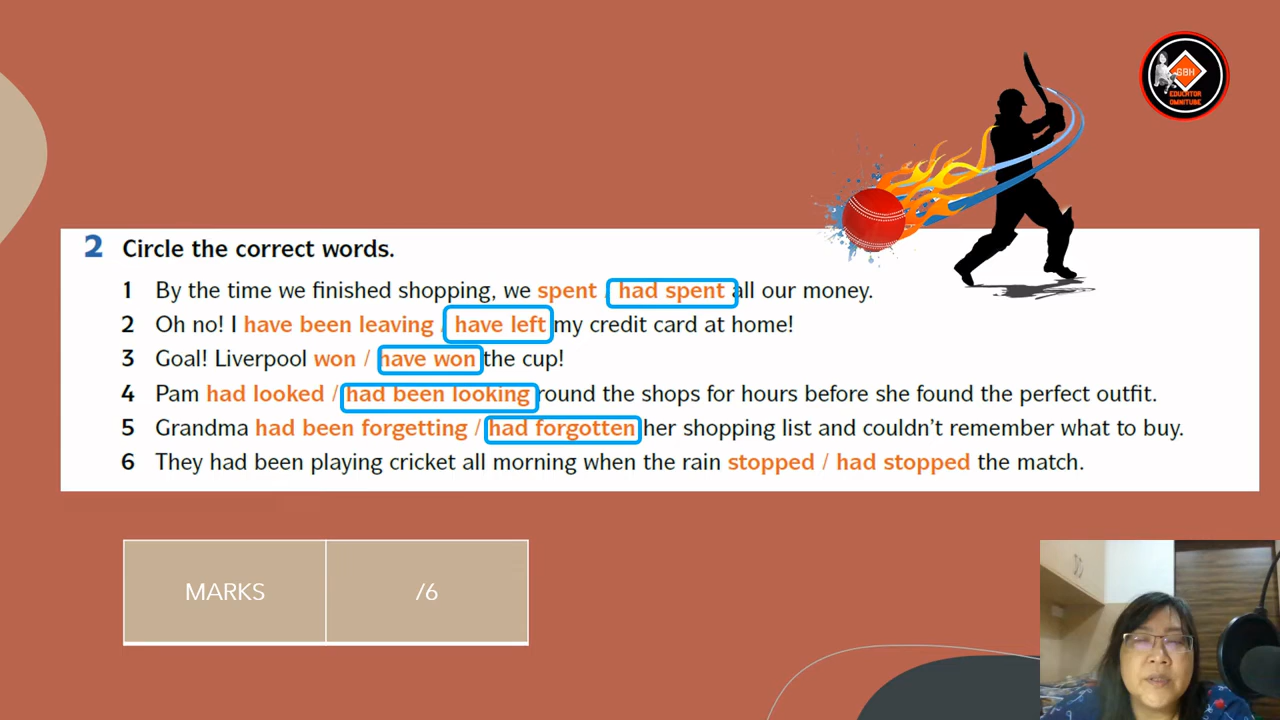 GBH
EDUCATOR
OMNITUBE
2 Circle the correct words.
1 By the time we finished shopping, we spent / had spent all our money.
2 Oh no! I have been leaving / have left my credit card at home!
3 Goal! Liverpool won / have won the cup!
4 Pam had looked / had been looking round the shops for hours before she found the perfect outfit.
5 Grandma had been forgetting / had forgotten her shopping list and couldn't remember what to buy.
6 They had been playing cricket all morning when the rain stopped / had stopped the match.
MARKS /6